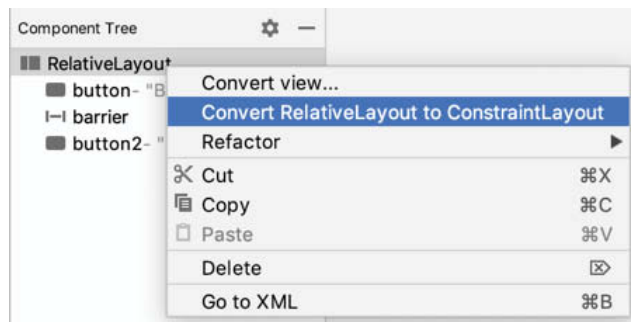 Component Tree
RelativeLayout
button- "B
barrier
button2- "
Convert view...
Convert RelativeLayout to ConstraintLayout
Refactor
Cut ⌘X
Copy ⌘C
Paste ⌘V
Delete ⌦
Go to XML ⌘B